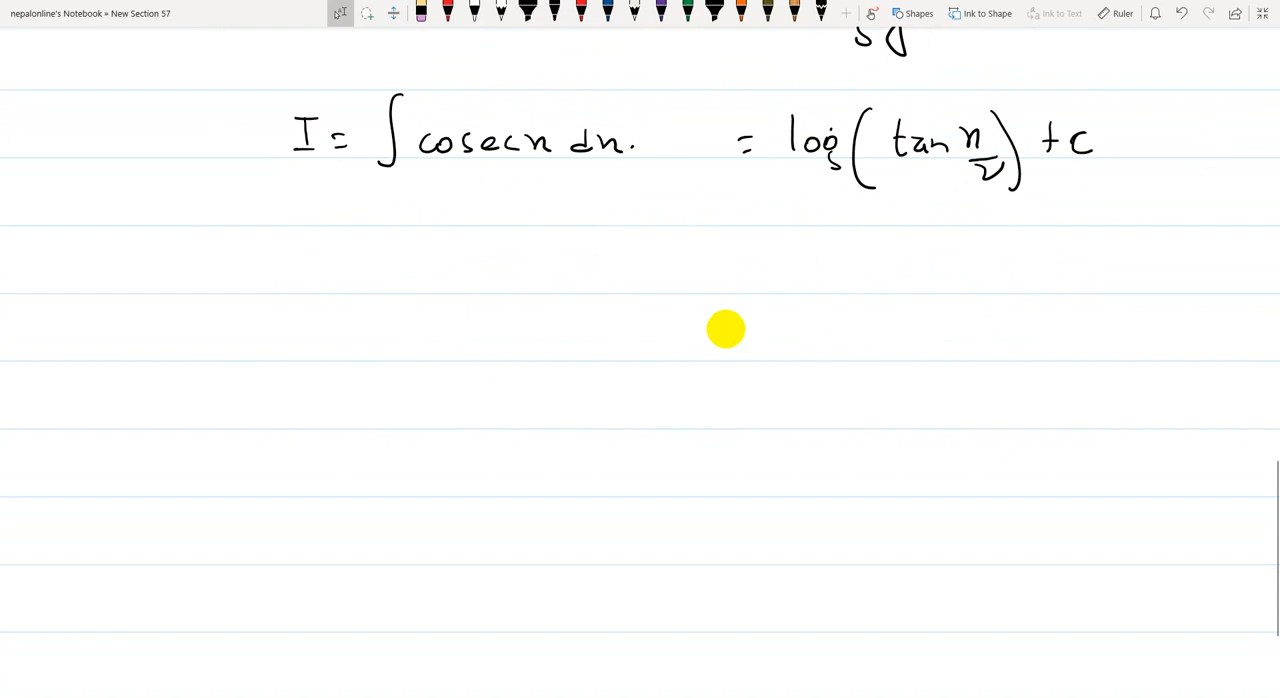 nepalonline's Notebook » New Section 57
Shapes Ink to Shape Ink to Text Ruler
I = ∫ cosecx dx. = log(tan x/2) + c